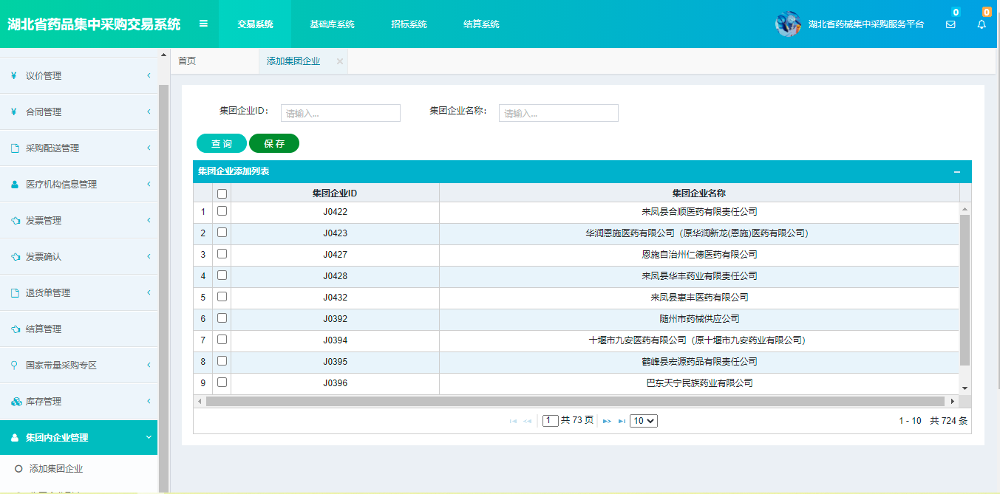 湖北省药品集中采购交易系统 交易系统 基础库系统 招标系统 结算系统 湖北省药械集中采购服务平台 0 0
首页 添加集团企业 ×
¥ 议价管理
¥ 合同管理
采购配送管理
医疗机构信息管理
发票管理
发票确认
退货单管理
结算管理
国家带量采购专区
库存管理
集团内企业管理
添加集团企业
集团企业ID： 请输入... 集团企业名称： 请输入...
查 询 保 存
集团企业添加列表
集团企业ID 集团企业名称
1 J0422 来凤县合顺医药有限责任公司
2 J0423 华润恩施医药有限公司（原华润新龙(恩施)医药有限公司）
3 J0427 恩施自治州仁德医药有限公司
4 J0428 来凤县华丰药业有限责任公司
5 J0432 来凤县惠丰医药有限公司
6 J0392 随州市药械供应公司
7 J0394 十堰市九安医药有限公司（原十堰市九安药业有限公司）
8 J0395 鹤峰县宏源药品有限责任公司
9 J0396 巴东天宁民族药业有限公司
1 共 73 页 10 1 - 10 共 724 条